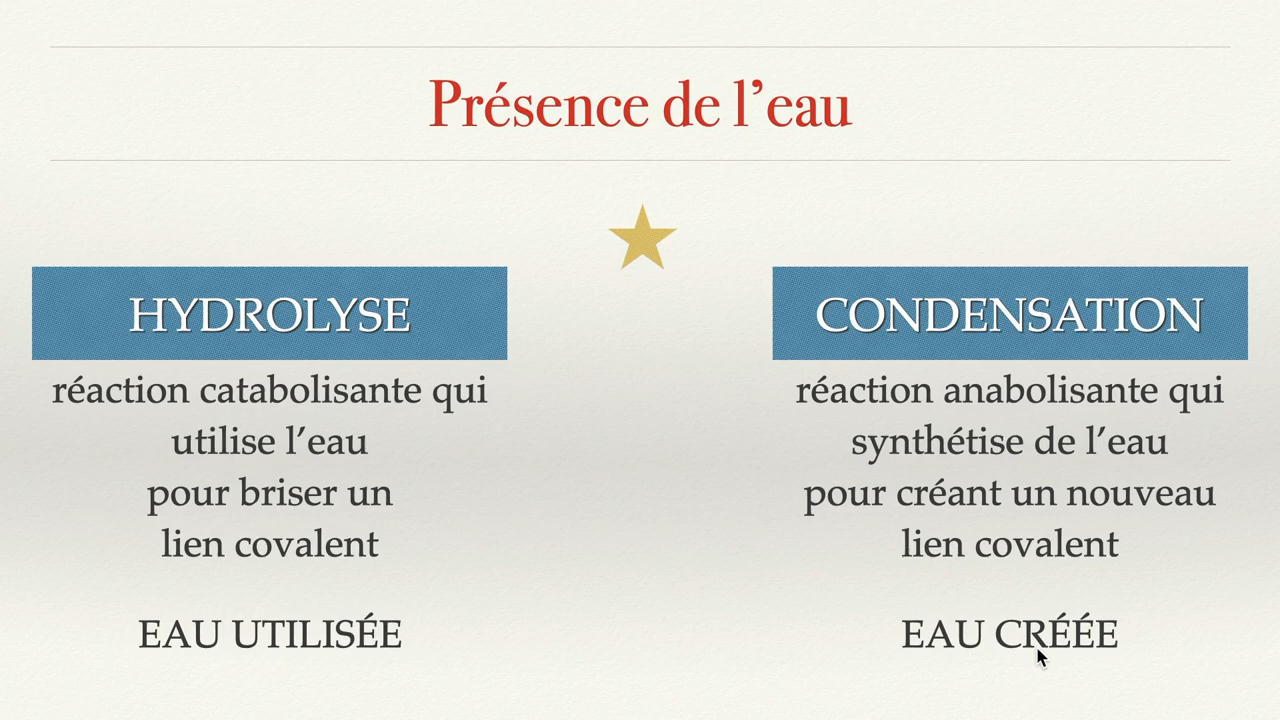 Présence de l’eau
HYDROLYSE
réaction catabolisante qui
utilise l’eau
pour briser un
lien covalent
EAU UTILISÉE
CONDENSATION
réaction anabolisante qui
synthétise de l’eau
pour créant un nouveau
lien covalent
EAU CRÉÉE